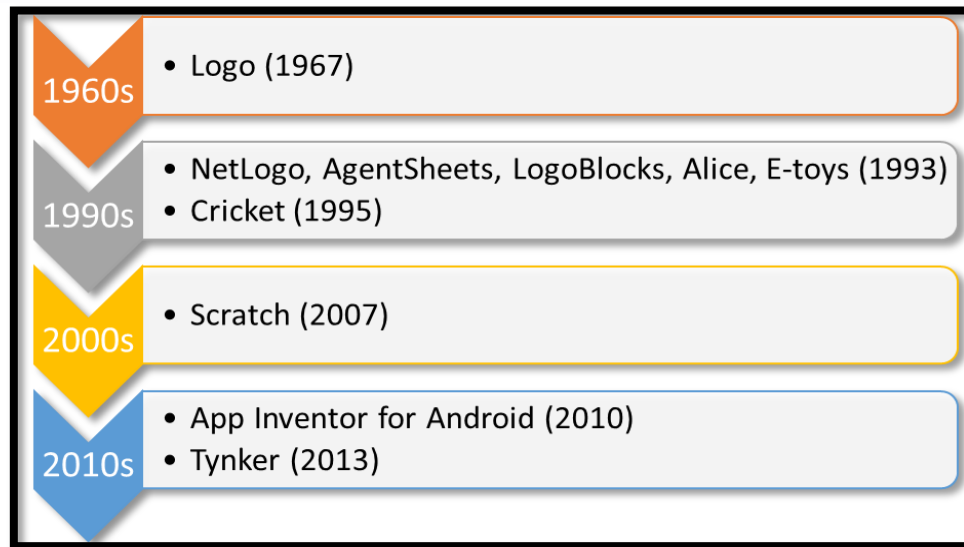 1960s
• Logo (1967)
1990s
• NetLogo, AgentSheets, LogoBlocks, Alice, E-toys (1993)
• Cricket (1995)
2000s
• Scratch (2007)
2010s
• App Inventor for Android (2010)
• Tynker (2013)